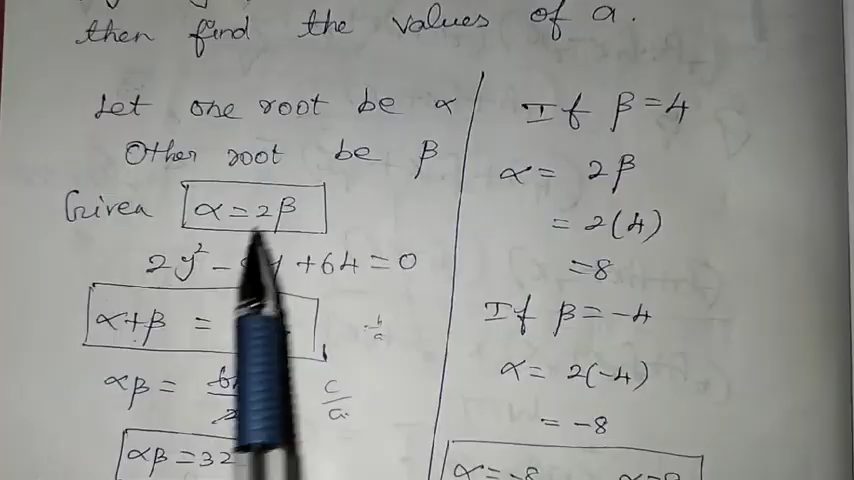 then find the values of a.
Let one root be α
Other root be β
Given α = 2β
2y² - + 64 = 0
α + β =
-b/a
αβ =
c/a
αβ = 32
If β = 4
α = 2β
= 2(4)
= 8
If β = -4
α = 2(-4)
= -8
α = -8